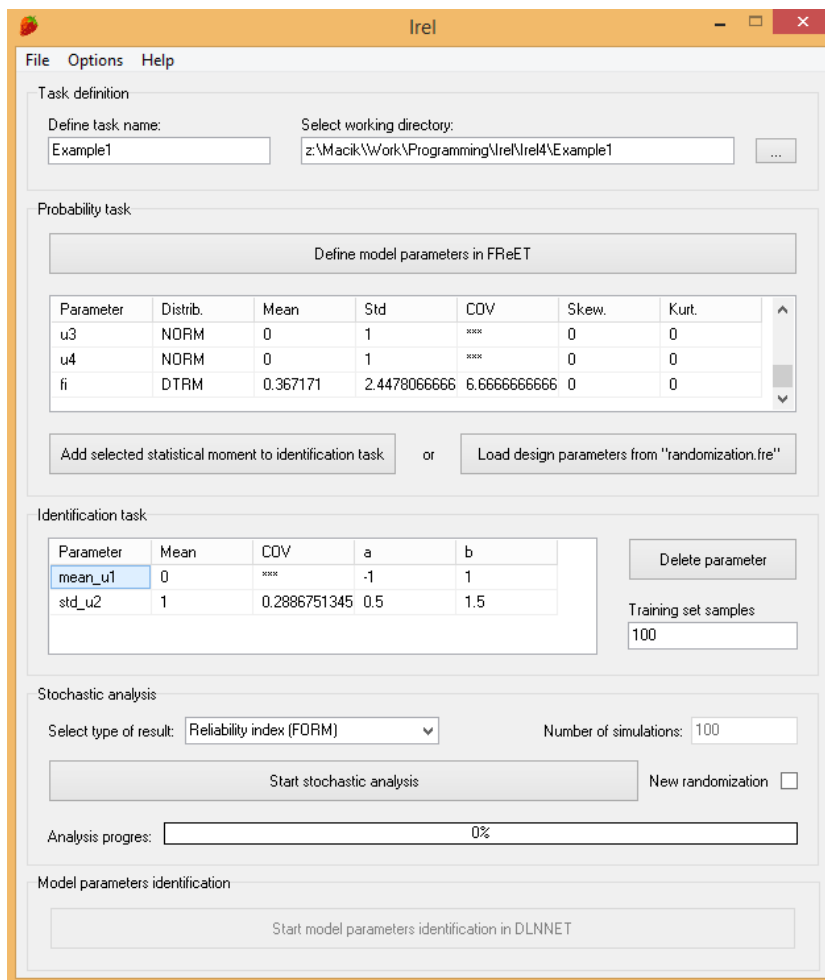 Irel
File Options Help
Task definition
Define task name: Select working directory:
Example1 z:\Macik\Work\Programming\Irel\Irel4\Example1 ...
Probability task
Define model parameters in FReET
Parameter Distrib. Mean Std COV Skew. Kurt.
u3 NORM 0 1 *** 0 0
u4 NORM 0 1 *** 0 0
fi DTRM 0.367171 2.4478066666 6.6666666666 0 0
Add selected statistical moment to identification task or Load design parameters from "randomization.fre"
Identification task
Parameter Mean COV a b
mean_u1 0 *** -1 1
std_u2 1 0.2886751345 0.5 1.5
Delete parameter
Training set samples
100
Stochastic analysis
Select type of result: Reliability index (FORM) Number of simulations: 100
Start stochastic analysis New randomization
Analysis progres: 0%
Model parameters identification
Start model parameters identification in DLNNET